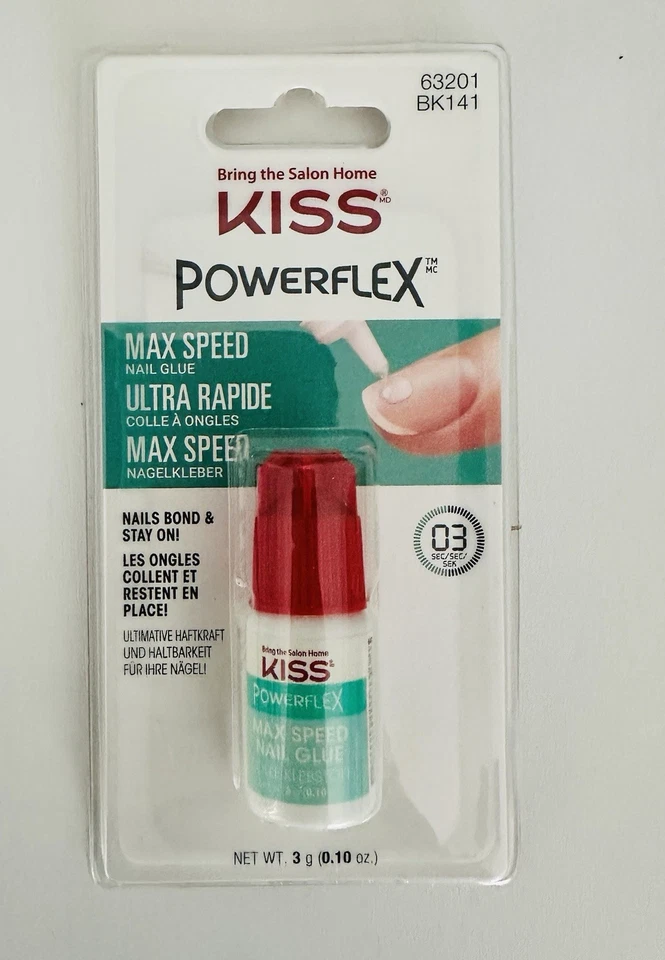 63201
BK141
Bring the Salon Home
KISS® MD
POWERFLEX™ MC
MAX SPEED
NAIL GLUE
ULTRA RAPIDE
COLLE À ONGLES
MAX SPEED
NAGELKLEBER
NAILS BOND &
STAY ON!
LES ONGLES
COLLENT ET
RESTENT EN
PLACE!
ULTIMATIVE HAFTKRAFT
UND HALTBARKEIT
FÜR IHRE NÄGEL!
03
SEC/SEC/
SEK
Bring the Salon Home
KISS
POWERFLEX
MAX SPEED
NAIL GLUE
NET WT. 3 g (0.10 oz.)